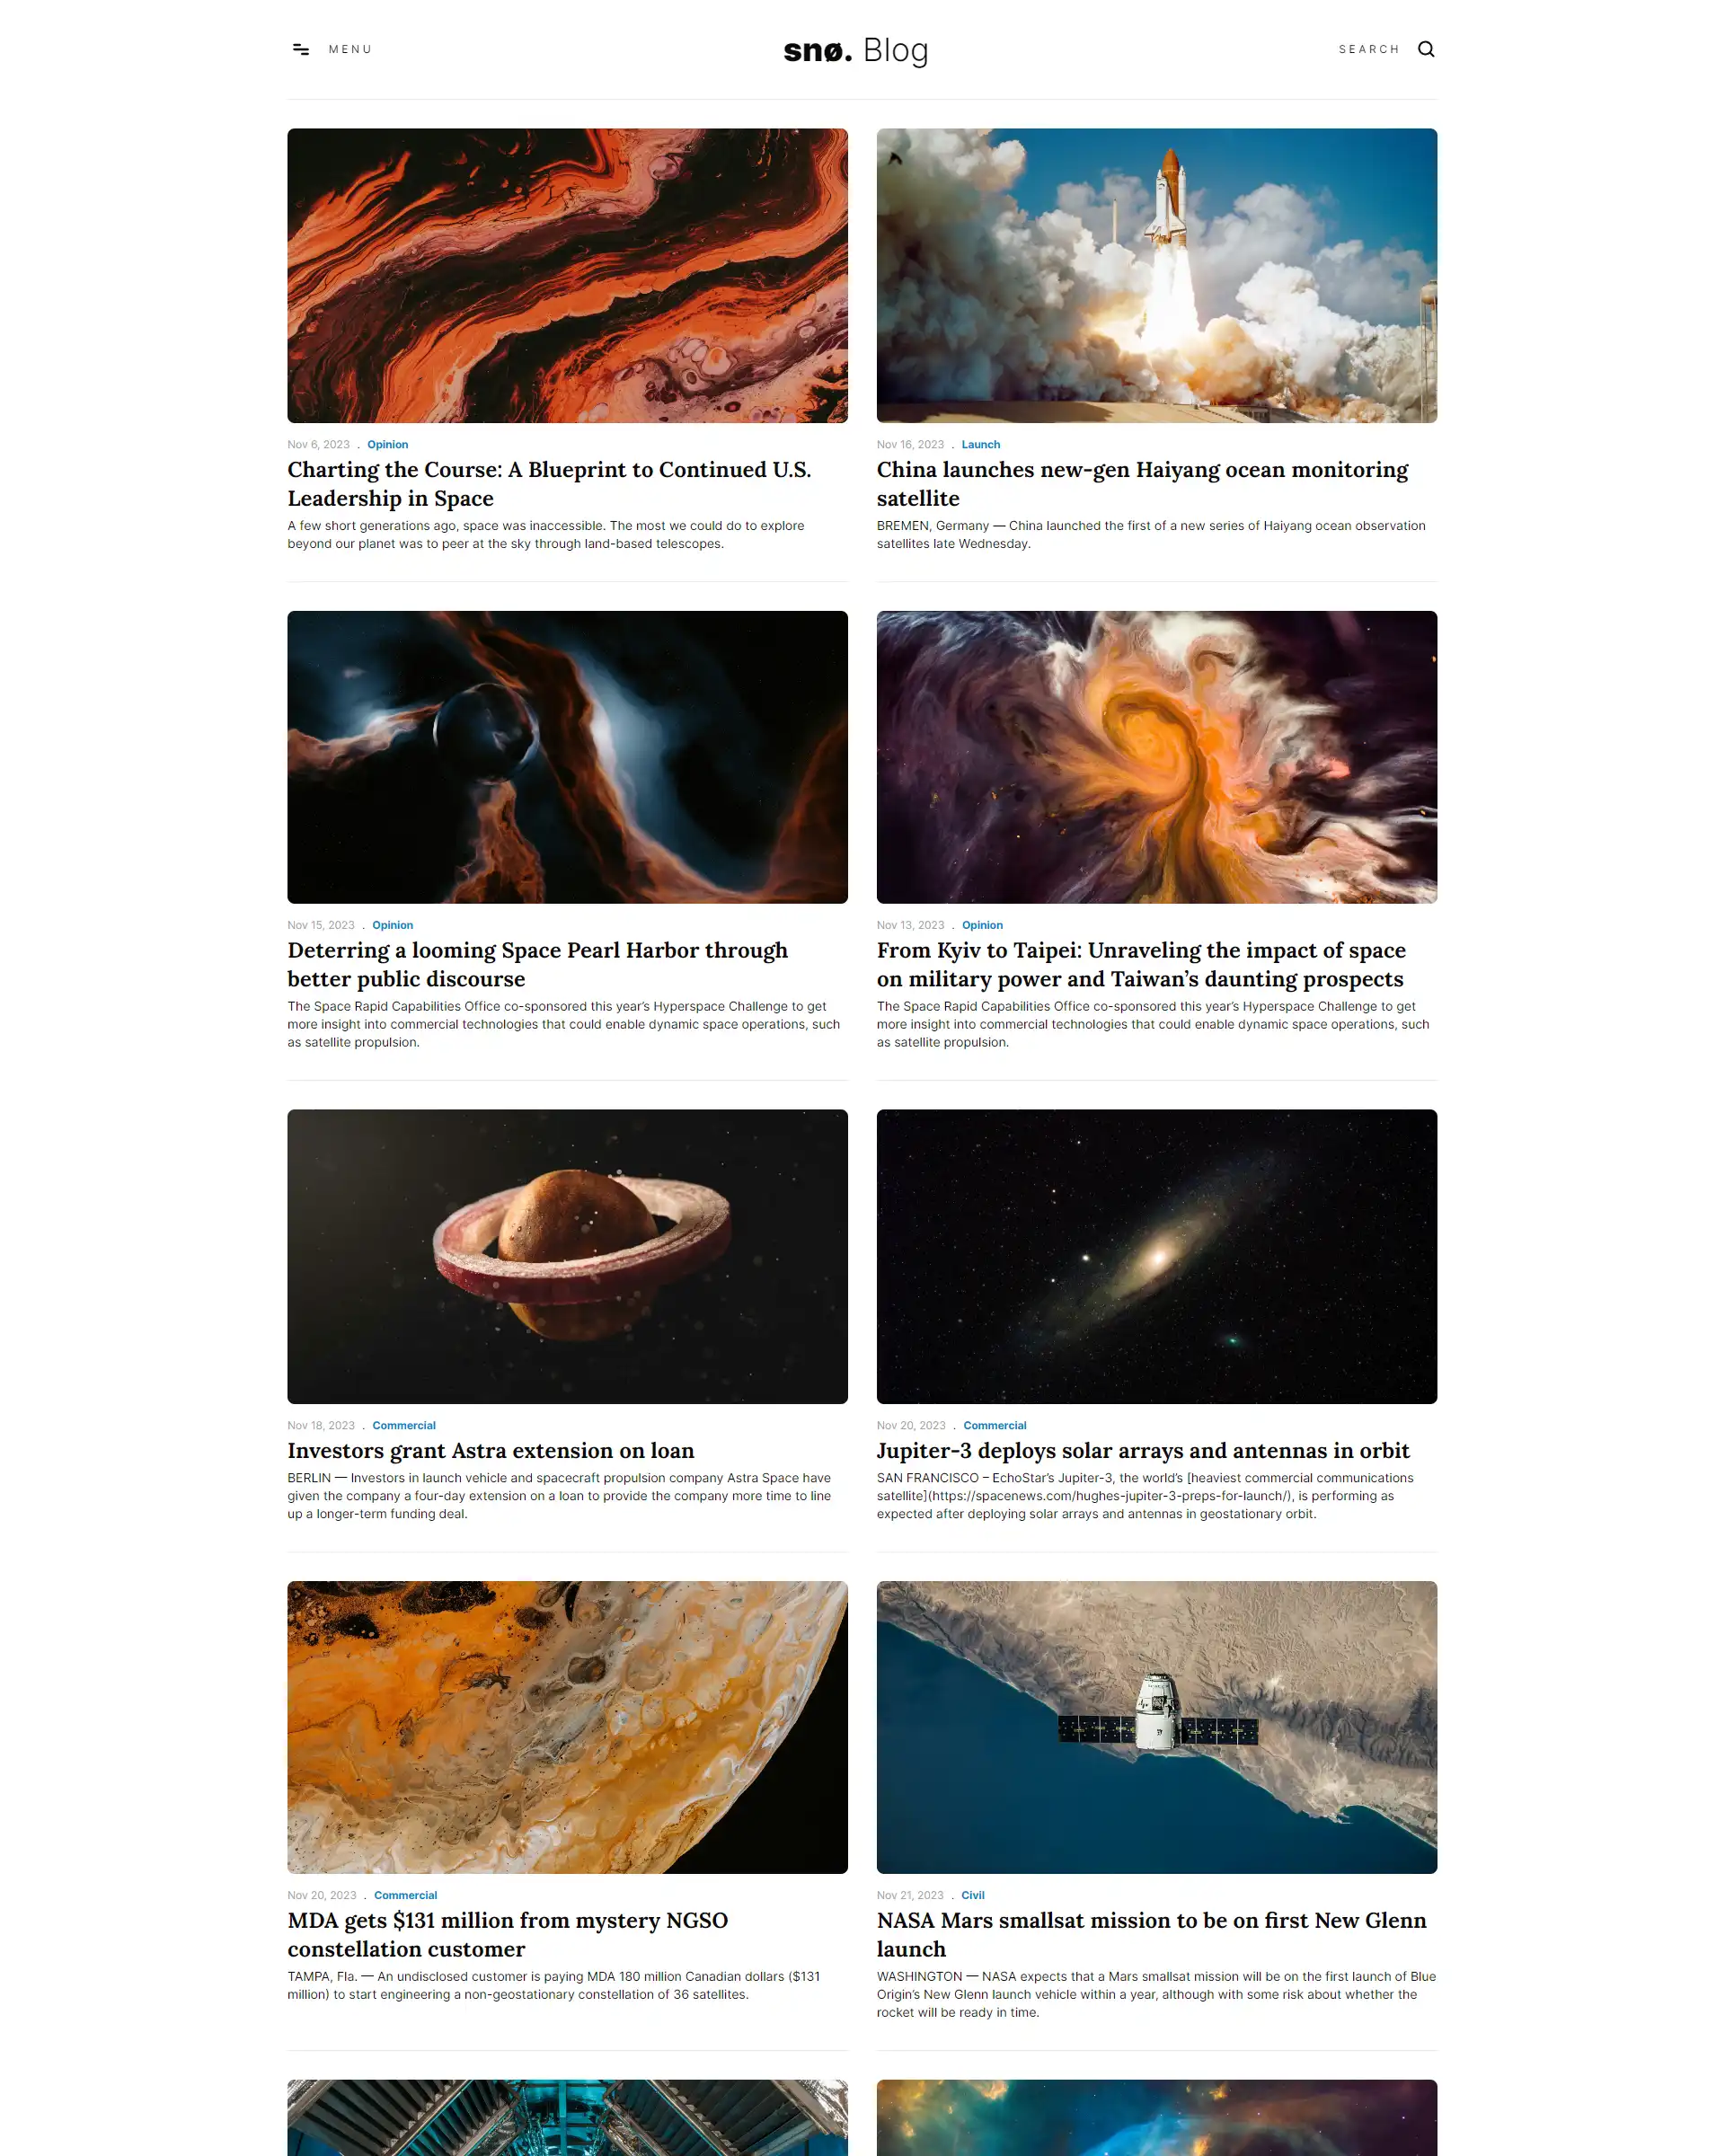 MENU
snø. Blog
SEARCH
Nov 6, 2023 . Opinion
Charting the Course: A Blueprint to Continued U.S.
Leadership in Space
A few short generations ago, space was inaccessible. The most we could do to explore
beyond our planet was to peer at the sky through land-based telescopes.
Nov 16, 2023 . Launch
China launches new-gen Haiyang ocean monitoring
satellite
BREMEN, Germany — China launched the first of a new series of Haiyang ocean observation
satellites late Wednesday.
Nov 15, 2023 . Opinion
Deterring a looming Space Pearl Harbor through
better public discourse
The Space Rapid Capabilities Office co-sponsored this year’s Hyperspace Challenge to get
more insight into commercial technologies that could enable dynamic space operations, such
as satellite propulsion.
Nov 13, 2023 . Opinion
From Kyiv to Taipei: Unraveling the impact of space
on military power and Taiwan’s daunting prospects
The Space Rapid Capabilities Office co-sponsored this year’s Hyperspace Challenge to get
more insight into commercial technologies that could enable dynamic space operations, such
as satellite propulsion.
Nov 18, 2023 . Commercial
Investors grant Astra extension on loan
BERLIN — Investors in launch vehicle and spacecraft propulsion company Astra Space have
given the company a four-day extension on a loan to provide the company more time to line
up a longer-term funding deal.
Nov 20, 2023 . Commercial
Jupiter-3 deploys solar arrays and antennas in orbit
SAN FRANCISCO – EchoStar’s Jupiter-3, the world’s [heaviest commercial communications
satellite](https://spacenews.com/hughes-jupiter-3-preps-for-launch/), is performing as
expected after deploying solar arrays and antennas in geostationary orbit.
Nov 20, 2023 . Commercial
MDA gets $131 million from mystery NGSO
constellation customer
TAMPA, Fla. — An undisclosed customer is paying MDA 180 million Canadian dollars ($131
million) to start engineering a non-geostationary constellation of 36 satellites.
Nov 21, 2023 . Civil
NASA Mars smallsat mission to be on first New Glenn
launch
WASHINGTON — NASA expects that a Mars smallsat mission will be on the first launch of Blue
Origin’s New Glenn launch vehicle within a year, although with some risk about whether the
rocket will be ready in time.